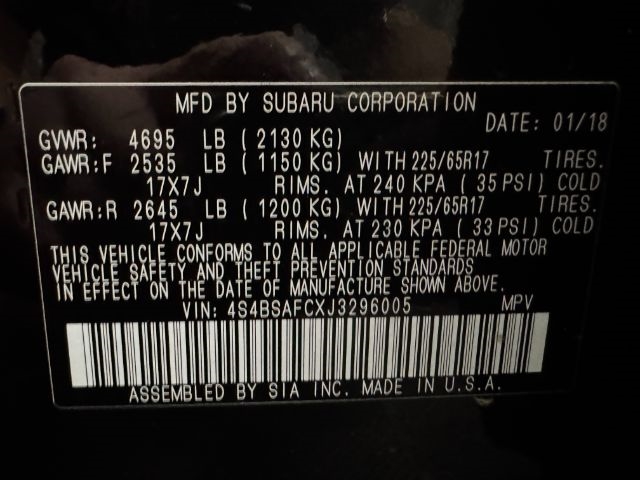 MFD BY SUBARU CORPORATION
DATE: 01/18
GVWR: 4695 LB (2130 KG)
GAWR:F 2535 LB (1150 KG) WITH 225/65R17 TIRES.
17X7J RIMS. AT 240 KPA (35 PSI) COLD
GAWR:R 2645 LB (1200 KG) WITH 225/65R17 TIRES.
17X7J RIMS. AT 230 KPA (33 PSI) COLD
THIS VEHICLE CONFORMS TO ALL APPLICABLE FEDERAL MOTOR
VEHICLE SAFETY AND THEFT PREVENTION STANDARDS
IN EFFECT ON THE DATE OF MANUFACTURE SHOWN ABOVE.
VIN: 4S4BSAFCXJ3296005 MPV
ASSEMBLED BY SIA INC. MADE IN U.S.A.